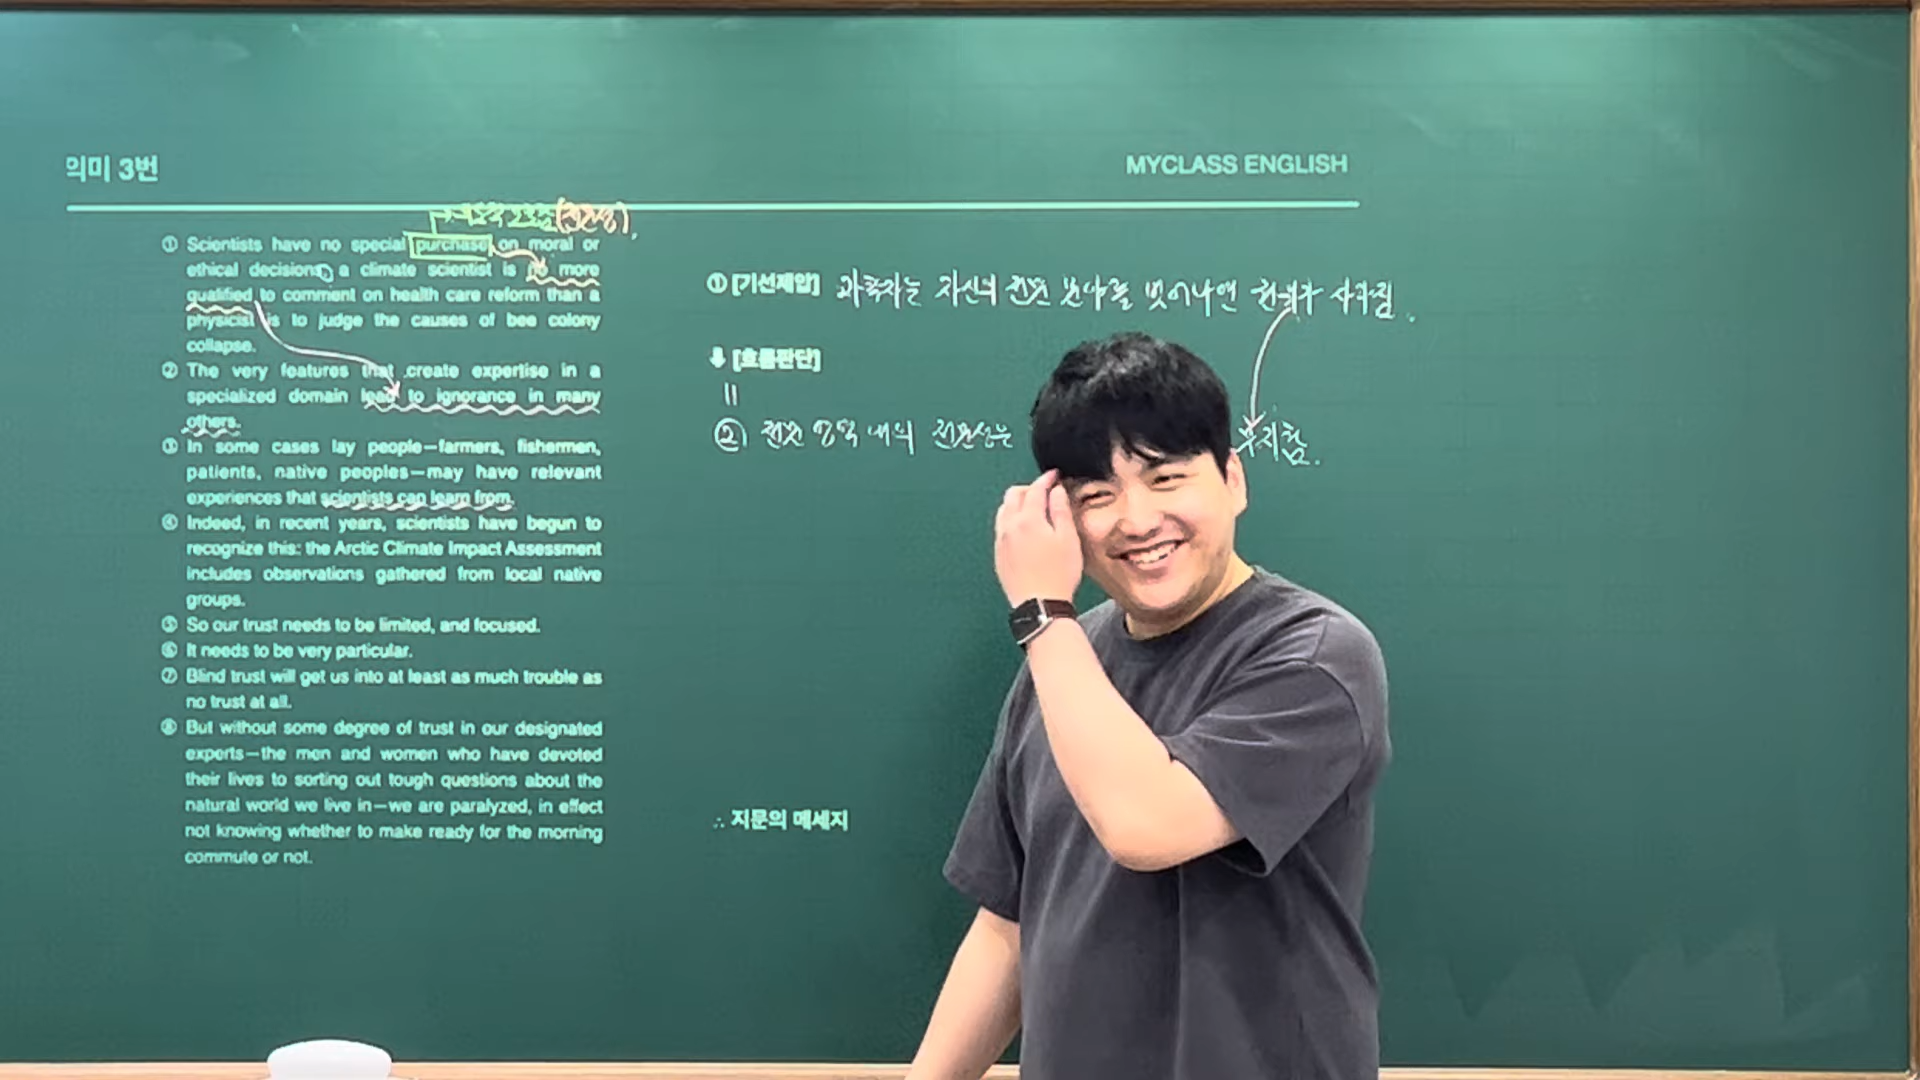 의미 3번
MYCLASS ENGLISH
① Scientists have no special purchase on moral or
ethical decisions; a climate scientist is no more
qualified to comment on health care reform than a
physicist is to judge the causes of bee colony
collapse.
② The very features that create expertise in a
specialized domain lead to ignorance in many
others.
③ In some cases lay people—farmers, fishermen,
patients, native peoples—may have relevant
experiences that scientists can learn from.
④ Indeed, in recent years, scientists have begun to
recognize this: the Arctic Climate Impact Assessment
includes observations gathered from local native
groups.
⑤ So our trust needs to be limited, and focused.
⑥ It needs to be very particular.
⑦ Blind trust will get us into at least as much trouble as
no trust at all.
⑧ But without some degree of trust in our designated
experts—the men and women who have devoted
their lives to sorting out tough questions about the
natural world we live in—we are paralyzed, in effect
not knowing whether to make ready for the morning
commute or not.
(전문성).
① [기선제압] 과학자는 자신의 전문 분야를 벗어나면 권위가 사라짐.
⬇ [흐름판단]
||
② 전문 영역 내의 전문성은 무지함.
∴ 지문의 메세지